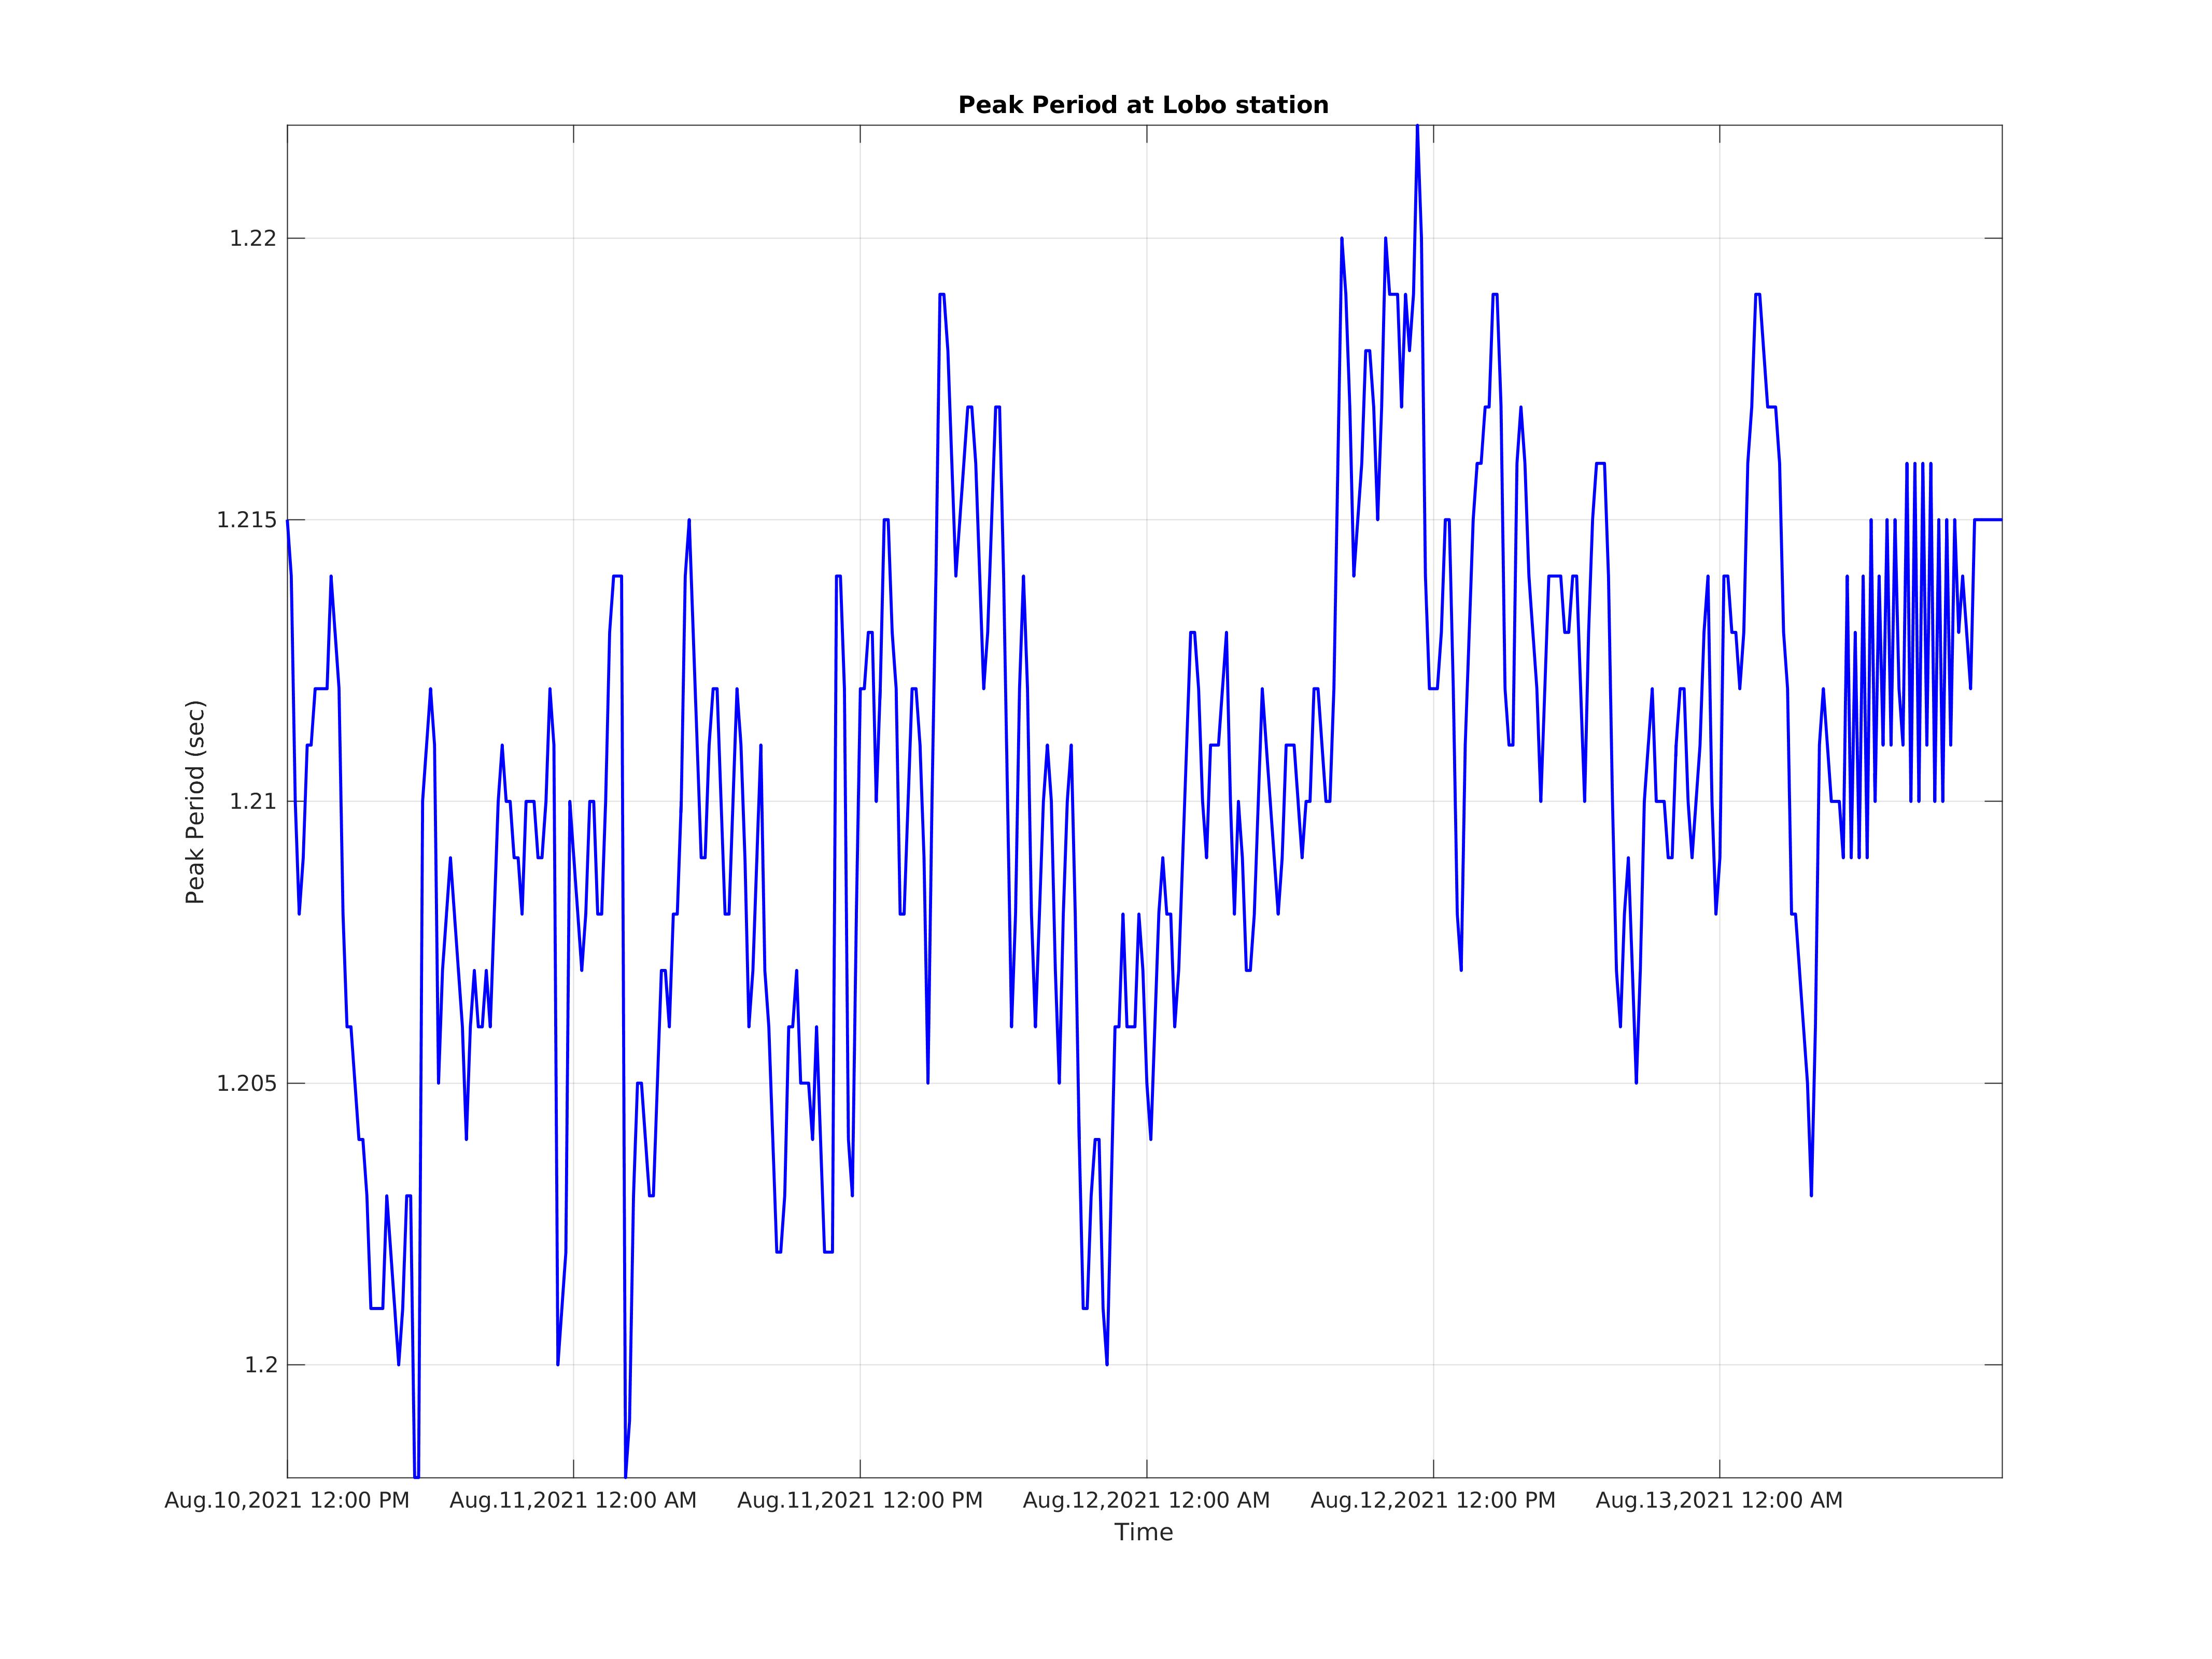 Peak Period at Lobo station
1.22
1.215
1.21
1.205
1.2
Peak Period (sec)
Aug.10,2021 12:00 PM Aug.11,2021 12:00 AM Aug.11,2021 12:00 PM Aug.12,2021 12:00 AM Aug.12,2021 12:00 PM Aug.13,2021 12:00 AM
Time